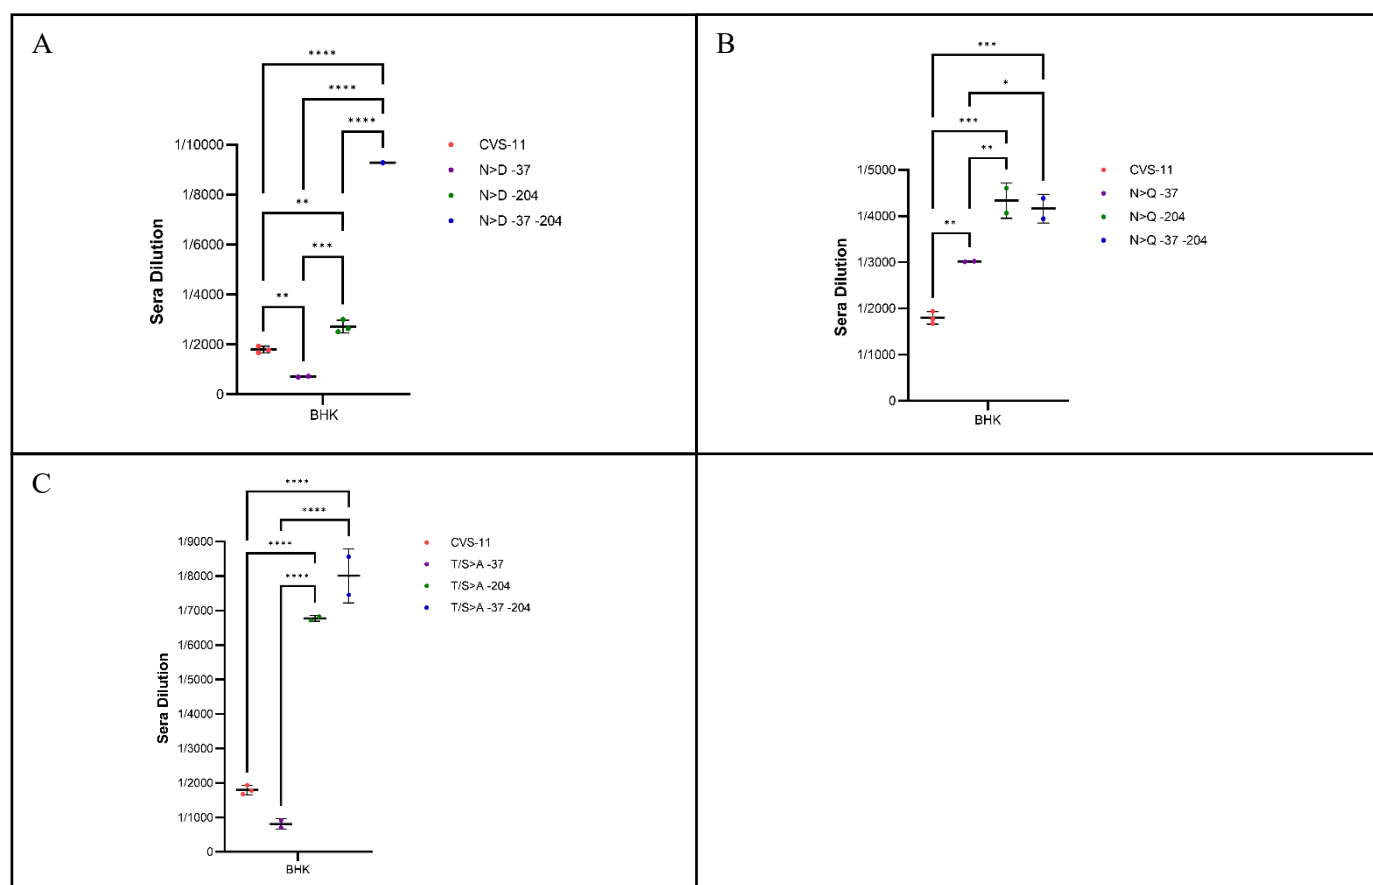 A
****
****
****
1/10000
1/8000
1/6000
1/4000
1/2000
0
**
***
**
Sera Dilution
BHK
CVS-11
N>D -37
N>D -204
N>D -37 -204
B
***
*
***
**
**
1/5000
1/4000
1/3000
1/2000
1/1000
0
Sera Dilution
BHK
CVS-11
N>Q -37
N>Q -204
N>Q -37 -204
C
****
****
****
****
1/9000
1/8000
1/7000
1/6000
1/5000
1/4000
1/3000
1/2000
1/1000
0
Sera Dilution
BHK
CVS-11
T/S>A -37
T/S>A -204
T/S>A -37 -204